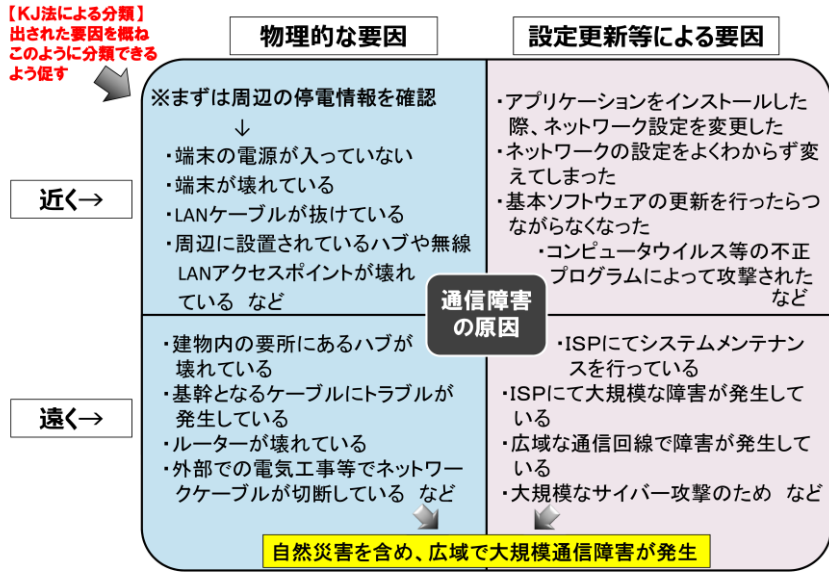 【KJ法による分類】
出された要因を概ね
このように分類できる
よう促す
物理的な要因
設定更新等による要因
近く→
※まずは周辺の停電情報を確認
↓
・端末の電源が入っていない
・端末が壊れている
・LANケーブルが抜けている
・周辺に設置されているハブや無線
LANアクセスポイントが壊れ
ている など
・アプリケーションをインストールした
際、ネットワーク設定を変更した
・ネットワークの設定をよくわからず変
えてしまった
・基本ソフトウェアの更新を行ったらつ
ながらなくなった
・コンピュータウイルス等の不正
プログラムによって攻撃された
など
通信障害
の原因
遠く→
・建物内の要所にあるハブが
壊れている
・基幹となるケーブルにトラブルが
発生している
・ルーターが壊れている
・外部での電気工事等でネットワー
クケーブルが切断している など
・ISPにてシステムメンテナン
スを行っている
・ISPにて大規模な障害が発生して
いる
・広域な通信回線で障害が発生して
いる
・大規模なサイバー攻撃のため など
自然災害を含め、広域で大規模通信障害が発生